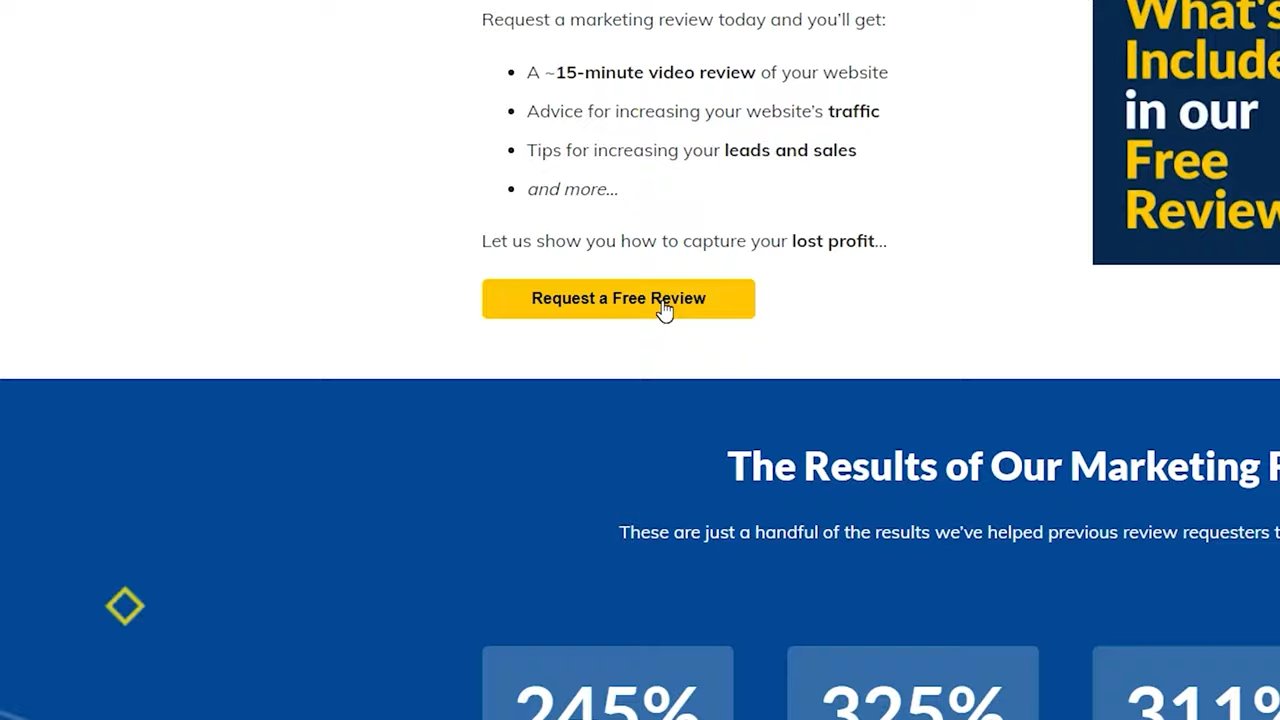 Request a marketing review today and you'll get:
• A ~15-minute video review of your website
• Advice for increasing your website's traffic
• Tips for increasing your leads and sales
• and more...
Let us show you how to capture your lost profit...
Request a Free Review
What's
Include
in our
Free
Review
The Results of Our Marketing
These are just a handful of the results we've helped previous review requesters
245%
325%
311%